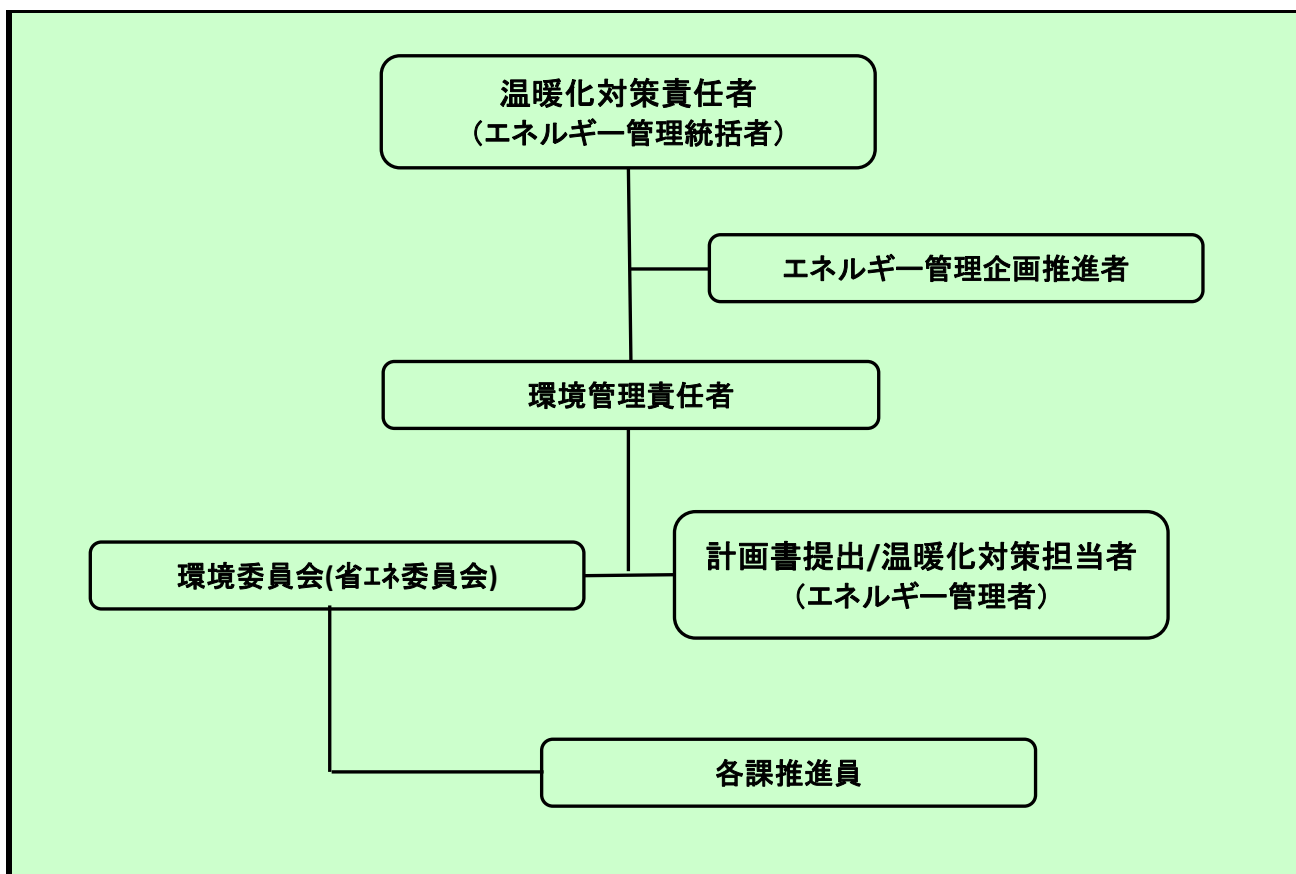 温暖化対策責任者
（エネルギー管理統括者）
エネルギー管理企画推進者
環境管理責任者
計画書提出/温暖化対策担当者
（エネルギー管理者）
環境委員会(省ｴﾈ委員会)
各課推進員